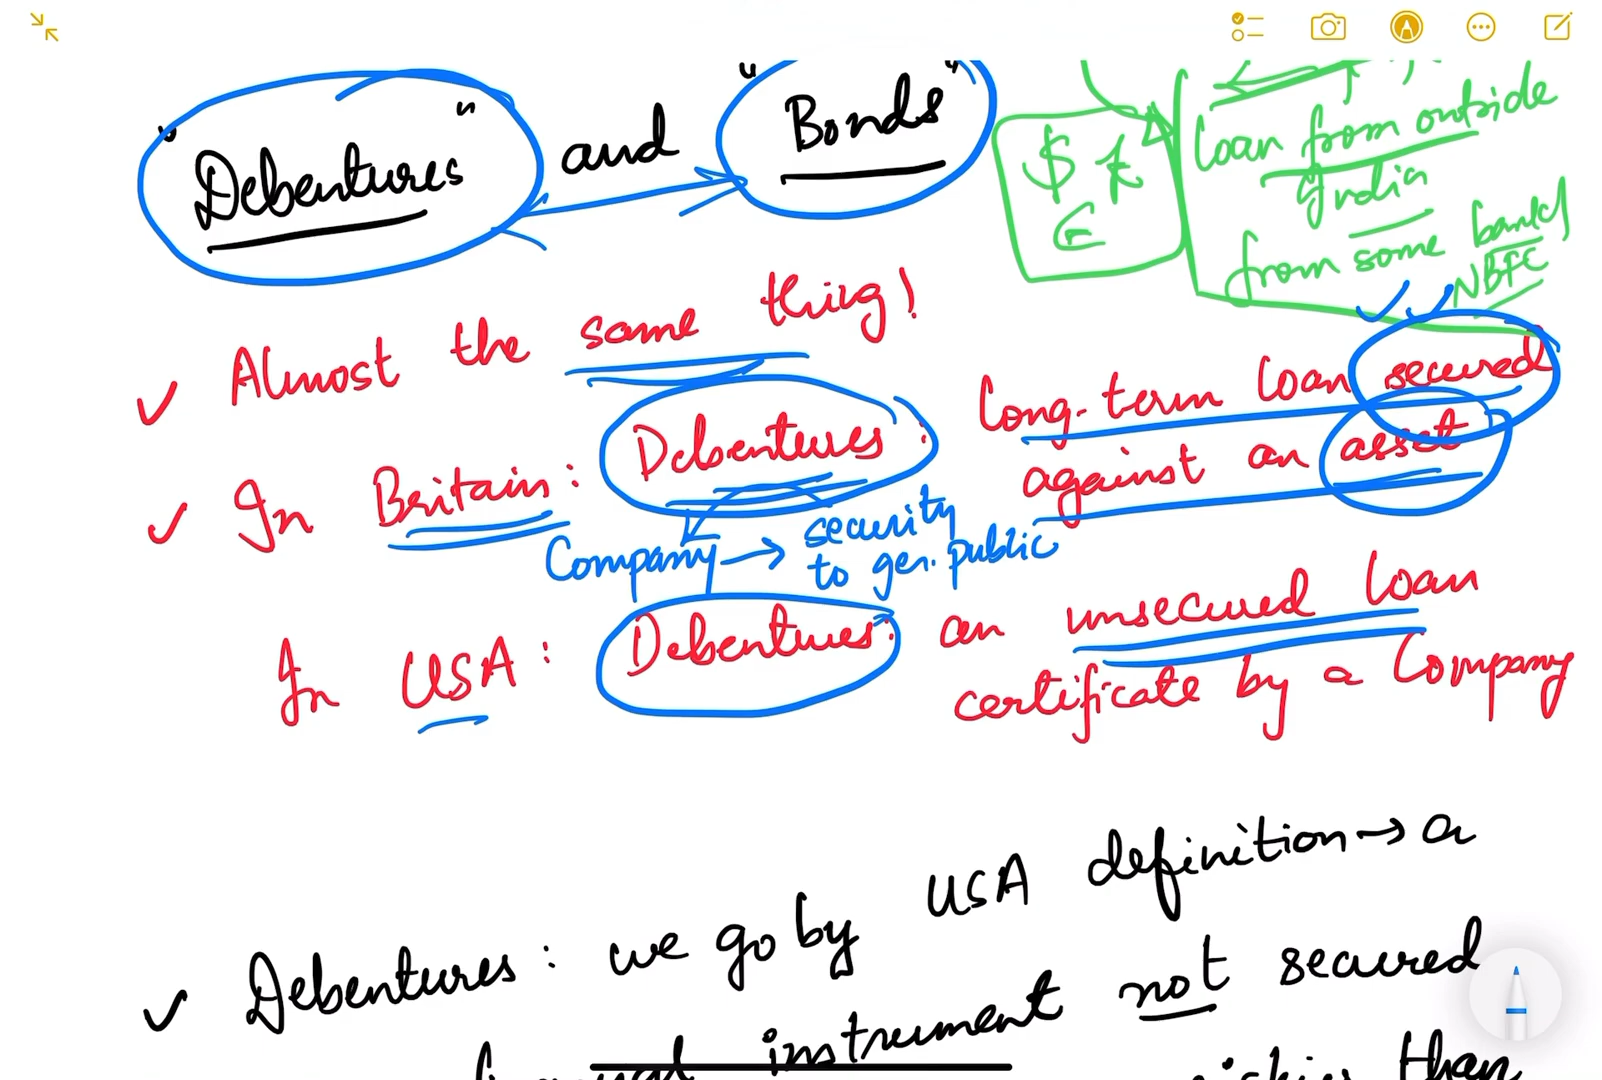 "Debentures" and "Bonds"
$ €
Loan from outside
India
from some banks/
NBFC
Almost the same thing!
In Britain: Debentures: Long-term loan secured
against an asset
Company → security
to gen. public
In USA: Debentures: an unsecured loan
certificate by a Company
Debentures: we go by USA definition → a
instrument not secured
than